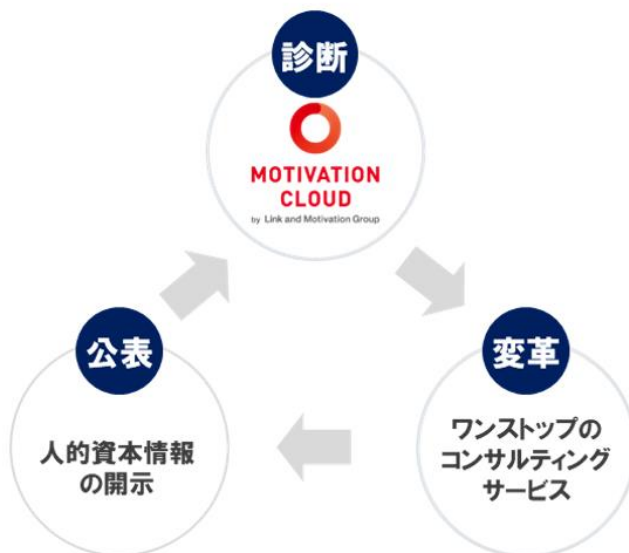 診断
MOTIVATION
CLOUD
by Link and Motivation Group
変革
ワンストップの
コンサルティング
サービス
公表
人的資本情報
の開示